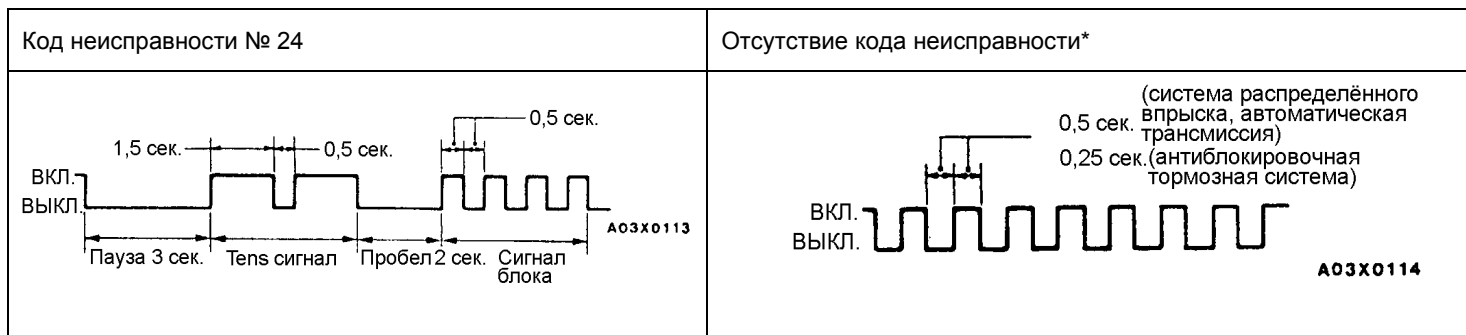 Код неисправности № 24
Отсутствие кода неисправности*
0,5 сек.
1,5 сек.
0,5 сек.
ВКЛ.
ВЫКЛ.
A03X0113
Пауза 3 сек.
Tens сигнал
Пробел 2 сек.
Сигнал
блока
(система распределённого
0,5 сек. впрыска, автоматическая
трансмиссия)
0,25 сек.(антиблокировочная
тормозная система)
ВКЛ.
ВЫКЛ.
A03X0114